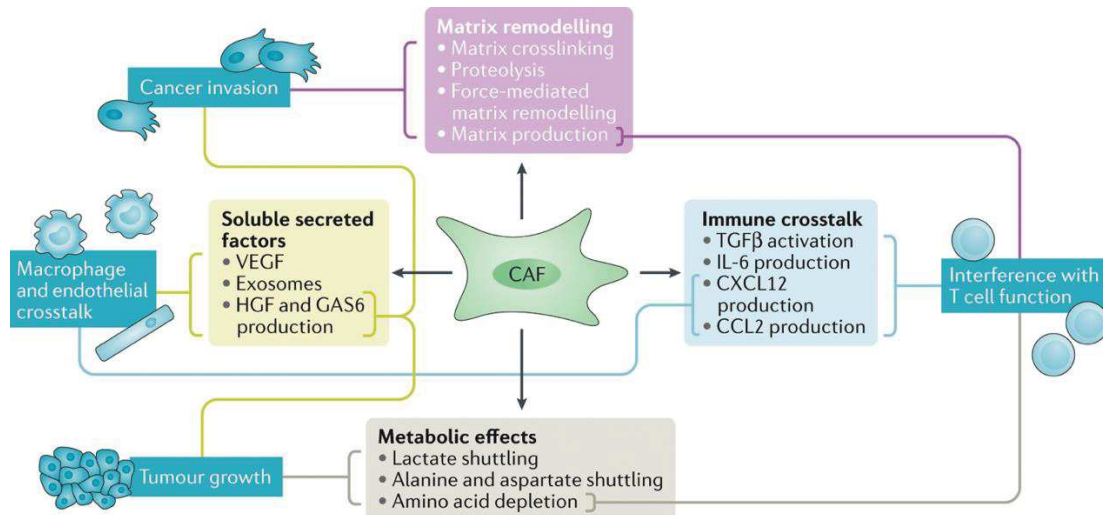 Matrix remodelling
• Matrix crosslinking
• Proteolysis
• Force-mediated
matrix remodelling
• Matrix production
Cancer invasion
Soluble secreted
factors
• VEGF
• Exosomes
• HGF and GAS6
production
Macrophage
and endothelial
crosstalk
CAF
Immune crosstalk
• TGFβ activation
• IL-6 production
• CXCL12
production
• CCL2 production
Interference with
T cell function
Metabolic effects
• Lactate shuttling
• Alanine and aspartate shuttling
• Amino acid depletion
Tumour growth